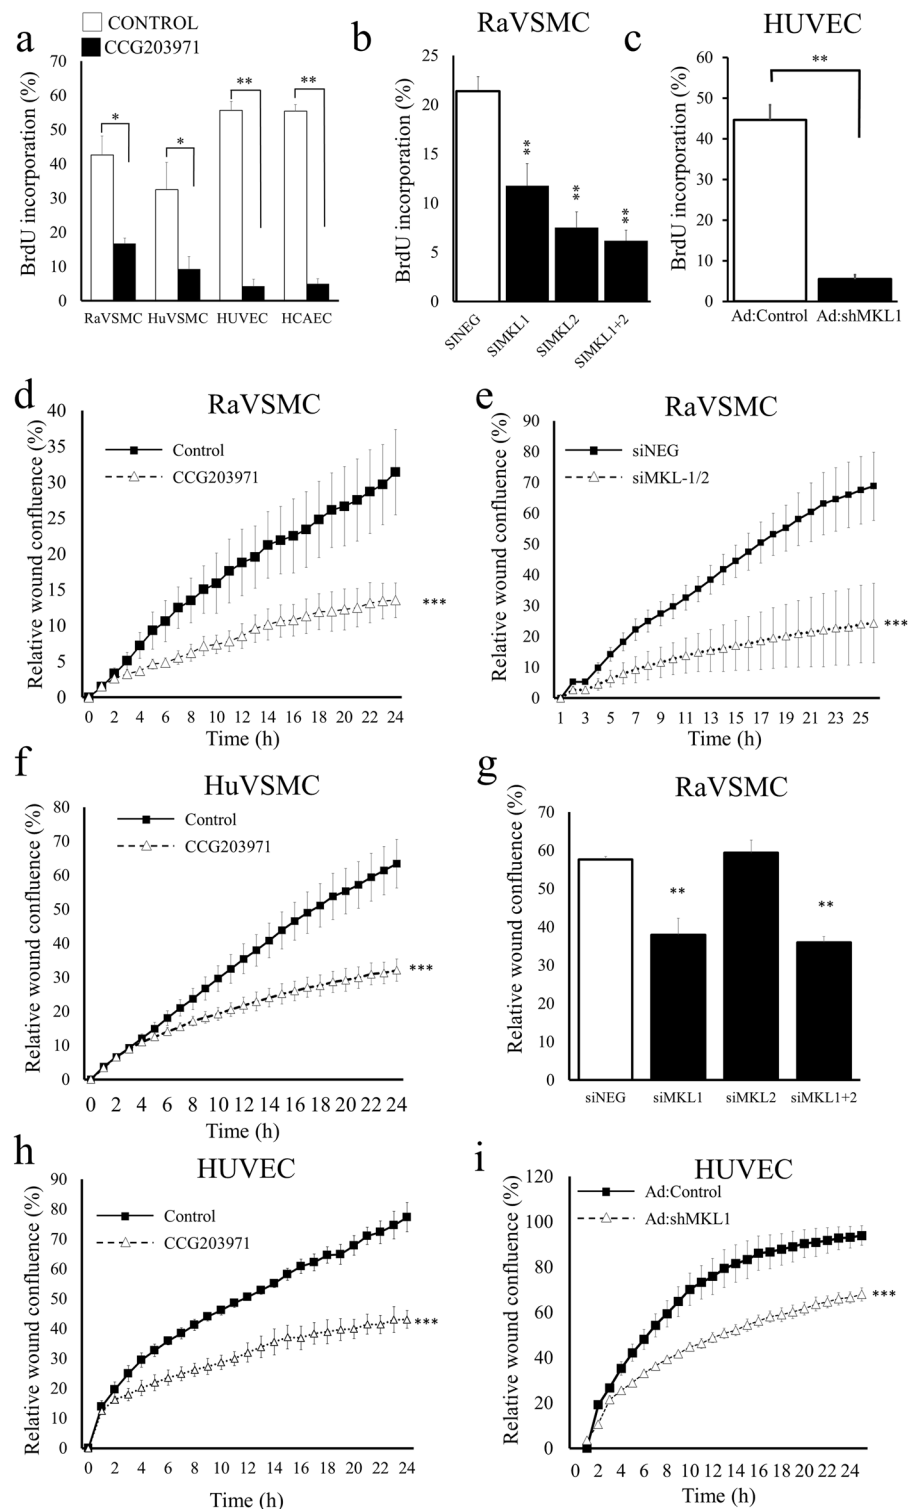 a
CONTROL
CCG203971
BrdU incorporation (%)
70
60
50
40
30
20
10
0
*
*
**
**
RaVSMC HuVSMC HUVEC HCAEC
b
RaVSMC
BrdU incorporation (%)
25
20
15
10
5
0
**
**
**
SINEG
SIMKL1
SIMKL2
SIMKL1+2
c
HUVEC
BrdU incorporation (%)
60
50
40
30
20
10
0
**
Ad:Control Ad:shMKL1
d
RaVSMC
Relative wound confluence (%)
40
35
30
25
20
15
10
5
0
Control
CCG203971
***
0 2 4 6 8 10 12 14 16 18 20 22 24
Time (h)
e
RaVSMC
Relative wound confluence (%)
90
80
70
60
50
40
30
20
10
0
siNEG
siMKL-1/2
***
1 3 5 7 9 11 13 15 17 19 21 23 25
Time (h)
f
HuVSMC
Relative wound confluence (%)
80
70
60
50
40
30
20
10
0
Control
CCG203971
***
0 2 4 6 8 10 12 14 16 18 20 22 24
Time (h)
g
RaVSMC
Relative wound confluence (%)
70
60
50
40
30
20
10
0
**
**
siNEG siMKL1 siMKL2 siMKL1+2
h
HUVEC
Relative wound confluence (%)
90
80
70
60
50
40
30
20
10
0
Control
CCG203971
***
0 2 4 6 8 10 12 14 16 18 20 22 24
Time (h)
i
HUVEC
Relative wound confluence (%)
120
100
80
60
40
20
0
Ad:Control
Ad:shMKL1
***
0 2 4 6 8 10 12 14 16 18 20 22 24
Time (h)